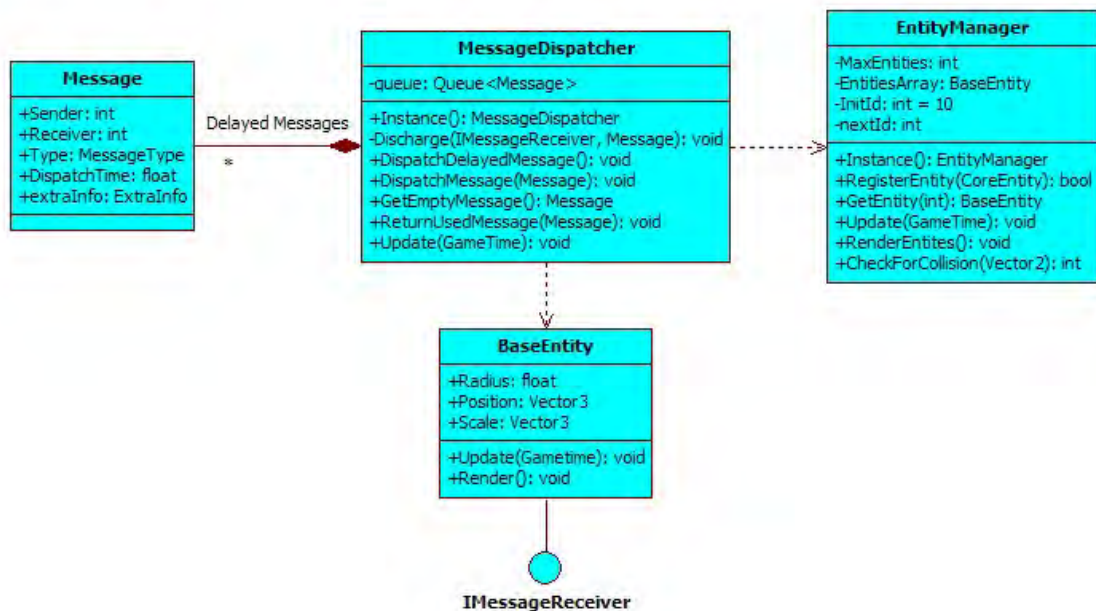 Message
+Sender: int
+Receiver: int
+Type: MessageType
+DispatchTime: float
+extraInfo: ExtraInfo
Delayed Messages
*
MessageDispatcher
-queue: Queue<Message>
+Instance(): MessageDispatcher
-Discharge(IMessageReceiver, Message): void
+DispatchDelayedMessage(): void
+DispatchMessage(Message): void
+GetEmptyMessage(): Message
+ReturnUsedMessage(Message): void
+Update(GameTime): void
EntityManager
-MaxEntities: int
-EntitiesArray: BaseEntity
-InitId: int = 10
-nextId: int
+Instance(): EntityManager
+RegisterEntity(CoreEntity): bool
+GetEntity(int): BaseEntity
+Update(GameTime): void
+RenderEntites(): void
+CheckForCollision(Vector2): int
BaseEntity
+Radius: float
+Position: Vector3
+Scale: Vector3
+Update(Gametime): void
+Render(): void
IMessageReceiver